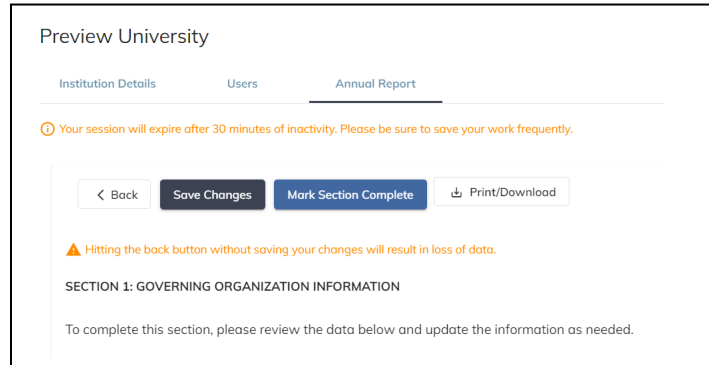 Preview University
Institution Details Users Annual Report
Your session will expire after 30 minutes of inactivity. Please be sure to save your work frequently.
Back Save Changes Mark Section Complete Print/Download
Hitting the back button without saving your changes will result in loss of data.
SECTION 1: GOVERNING ORGANIZATION INFORMATION
To complete this section, please review the data below and update the information as needed.